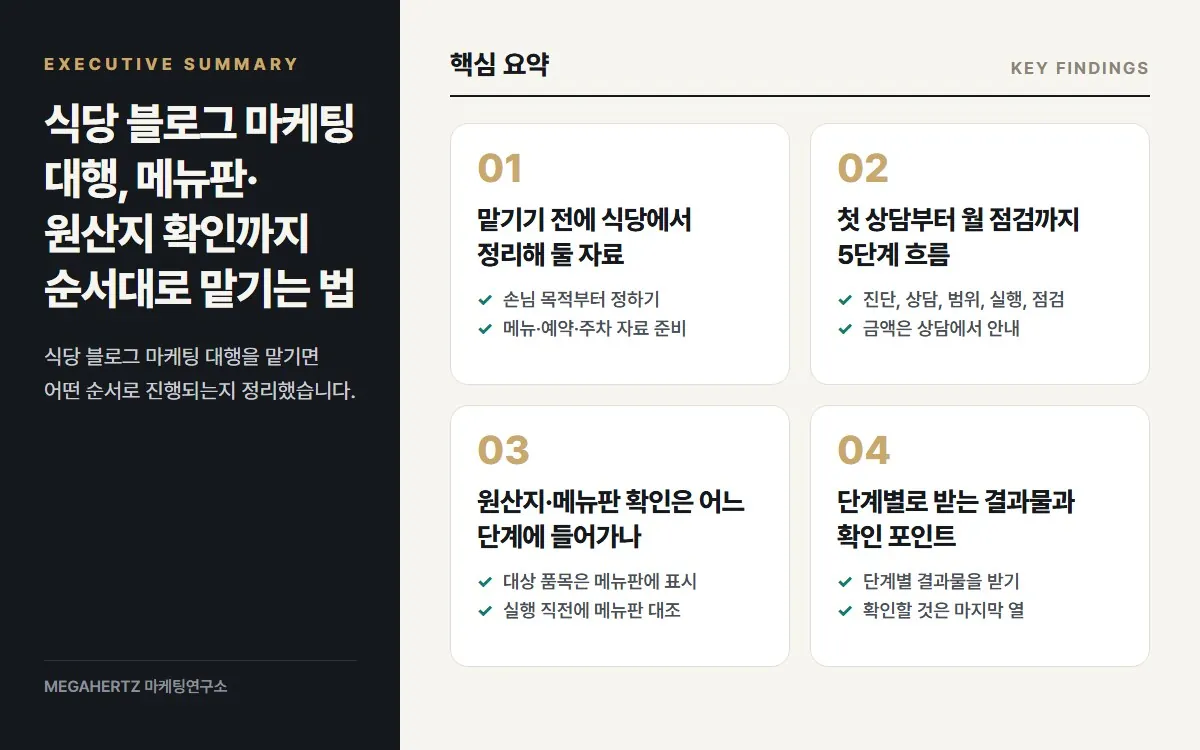 EXECUTIVE SUMMARY
식당 블로그 마케팅
대행, 메뉴판·
원산지 확인까지
순서대로 맡기는 법
식당 블로그 마케팅 대행을 맡기면
어떤 순서로 진행되는지 정리했습니다.
MEGAHERTZ 마케팅연구소
핵심 요약
KEY FINDINGS
01
맡기기 전에 식당에서
정리해 둘 자료
손님 목적부터 정하기
메뉴·예약·주차 자료 준비
02
첫 상담부터 월 점검까지
5단계 흐름
진단, 상담, 범위, 실행, 점검
금액은 상담에서 안내
03
원산지·메뉴판 확인은 어느
단계에 들어가나
대상 품목은 메뉴판에 표시
실행 직전에 메뉴판 대조
04
단계별로 받는 결과물과
확인 포인트
단계별 결과물을 받기
확인할 것은 마지막 열